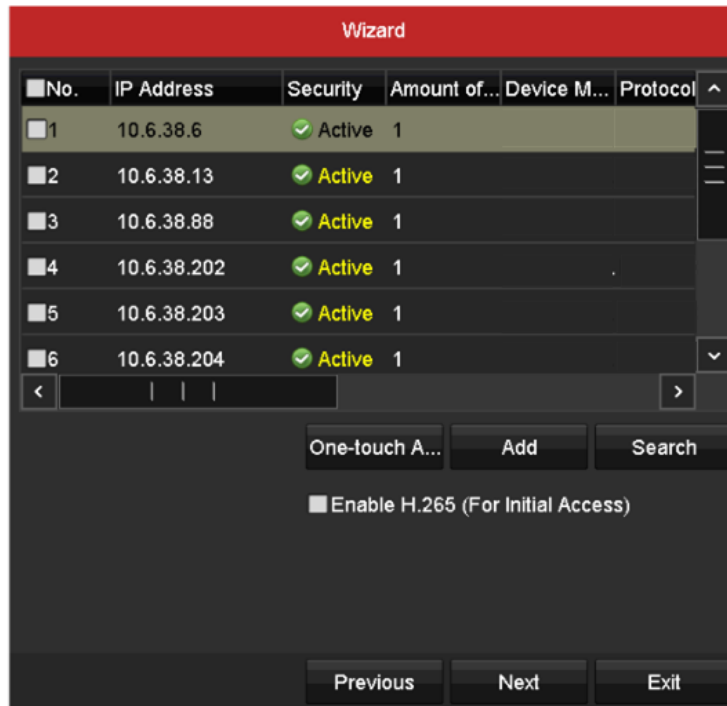 Wizard
No. IP Address Security Amount of... Device M... Protocol
1 10.6.38.6 Active 1
2 10.6.38.13 Active 1
3 10.6.38.88 Active 1
4 10.6.38.202 Active 1
5 10.6.38.203 Active 1
6 10.6.38.204 Active 1
One-touch A... Add Search
Enable H.265 (For Initial Access)
Previous Next Exit